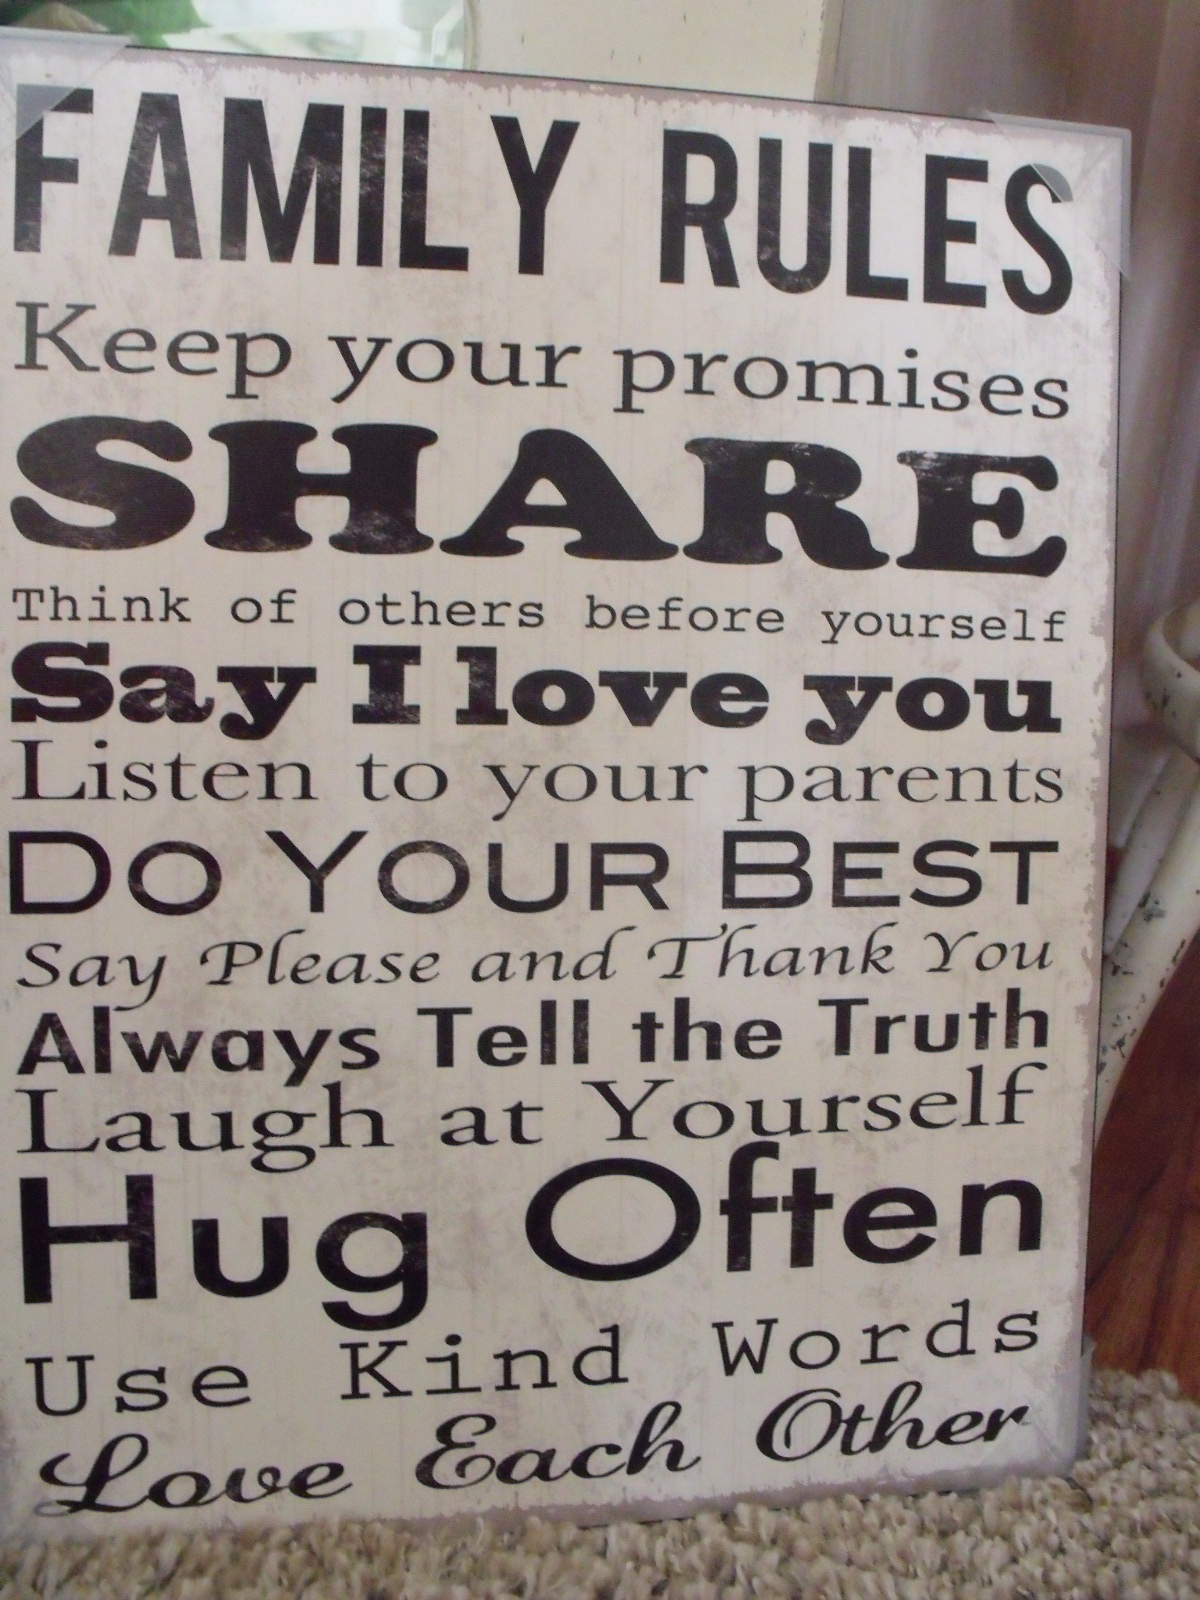 FAMILY RULES
Keep your promises
SHARE
Think of others before yourself
Say I love you
Listen to your parents
DO YOUR BEST
Say Please and Thank You
Always Tell the Truth
Laugh at Yourself
Hug Often
Use Kind Words
Love Each Other